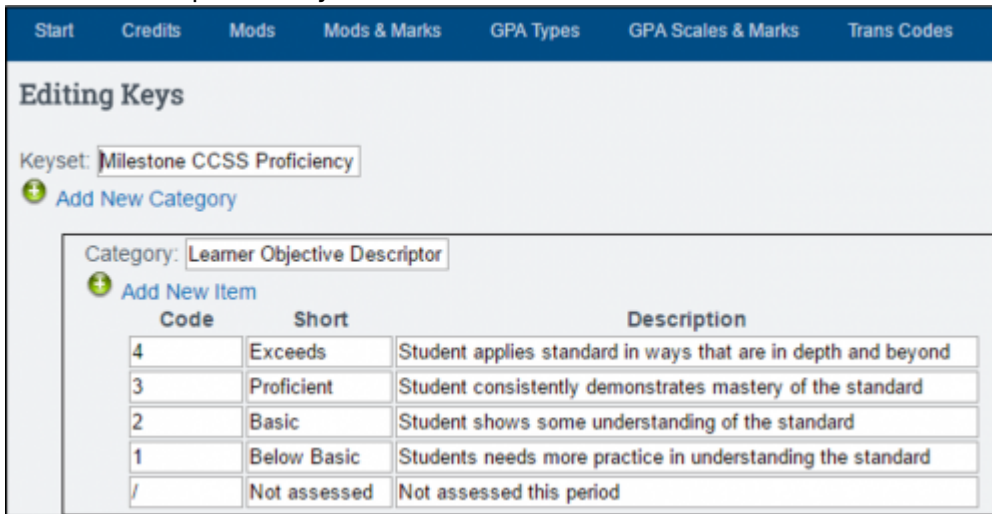 Start Credits Mods Mods & Marks GPA Types GPA Scales & Marks Trans Codes
Editing Keys
Keyset: Milestone CCSS Proficiency
Add New Category
Category: Learner Objective Descriptor
Add New Item
Code Short Description
4 Exceeds Student applies standard in ways that are in depth and beyond
3 Proficient Student consistently demonstrates mastery of the standard
2 Basic Student shows some understanding of the standard
1 Below Basic Students needs more practice in understanding the standard
/ Not assessed Not assessed this period